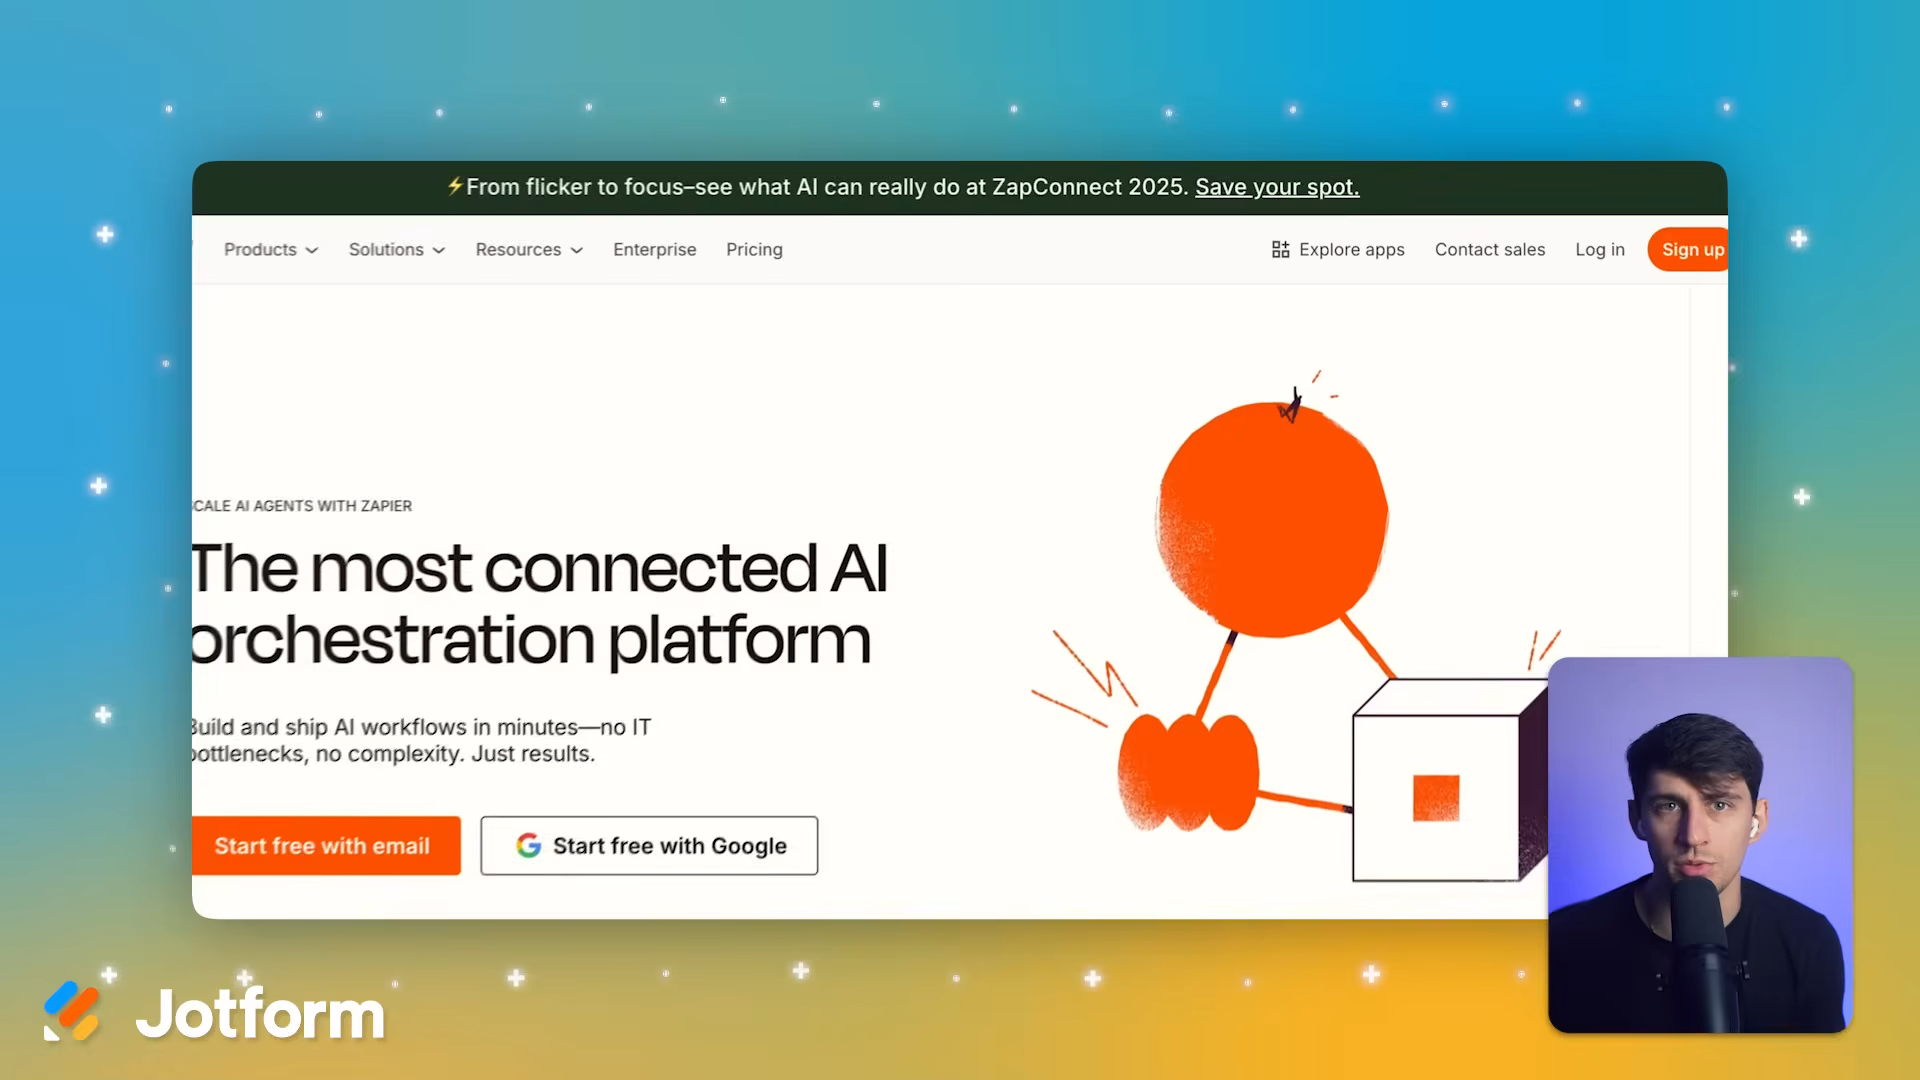 ⚡From flicker to focus–see what AI can really do at ZapConnect 2025. Save your spot.
Products Solutions Resources Enterprise Pricing Explore apps Contact sales Log in Sign up
CALE AI AGENTS WITH ZAPIER
The most connected AI
orchestration platform
Build and ship AI workflows in minutes—no IT
bottlenecks, no complexity. Just results.
Start free with email Start free with Google
Jotform